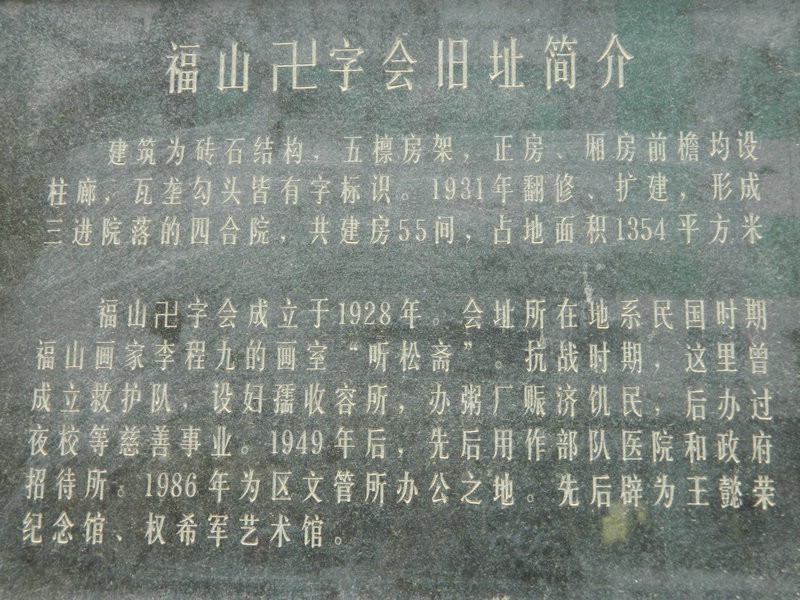 福山卍字会旧址简介
建筑为砖石结构，五檩房架，正房、厢房前檐均设
柱廊，瓦垄勾头皆有字标识。1931年翻修、扩建，形成
三进院落的四合院，共建房55间，占地面积1354平方米
福山卍字会成立于1928年。会址所在地系民国时期
福山画家李程九的画室“听松斋”。抗战时期，这里曾
成立救护队，设好孺收容所，办粥厂赈济饥民，后办过
夜校等慈善事业。1949年后，先后用作部队医院和政府
招待所。1986年为区文管所办公之地。先后辟为王懿荣
纪念馆、权希军艺术馆。